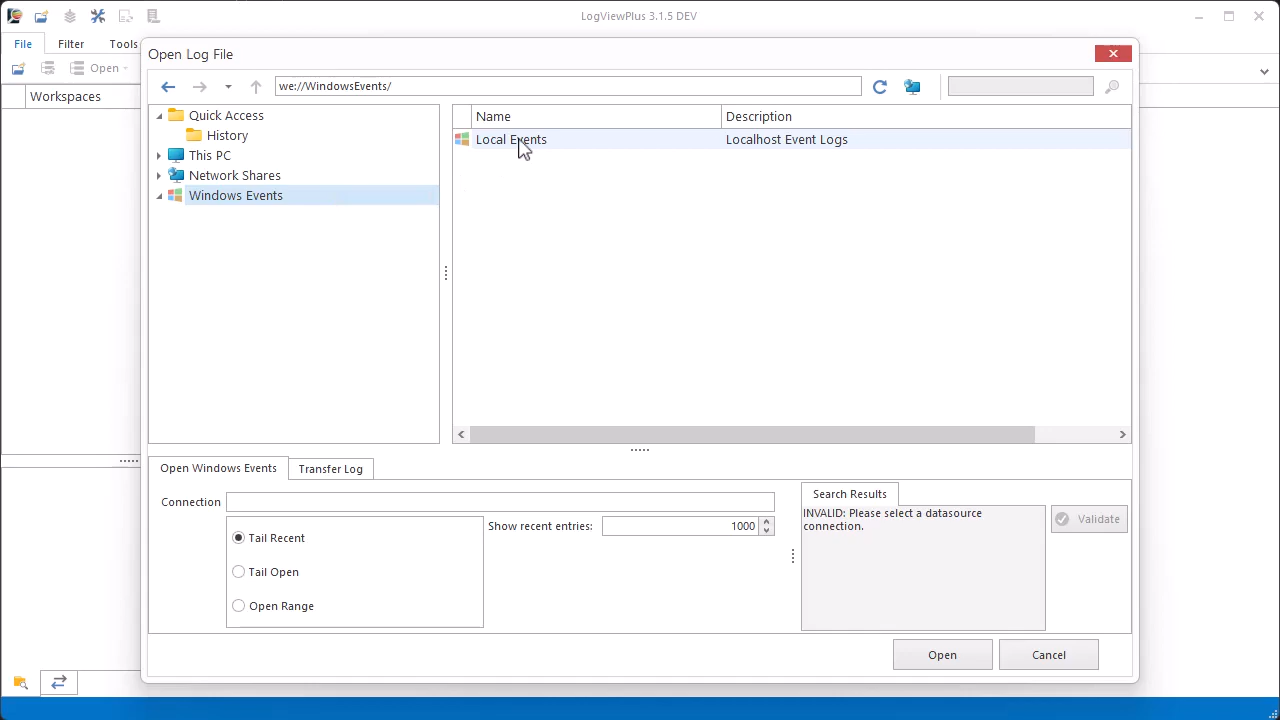 LogViewPlus 3.1.5 DEV
File
Filter
Tools
Open
Workspaces
Open Log File
we://WindowsEvents/
Quick Access
History
This PC
Network Shares
Windows Events
Name
Description
Local Events
Localhost Event Logs
Open Windows Events
Transfer Log
Connection
Tail Recent
Tail Open
Open Range
Show recent entries:
1000
Search Results
INVALID: Please select a datasource
connection.
Validate
Open
Cancel